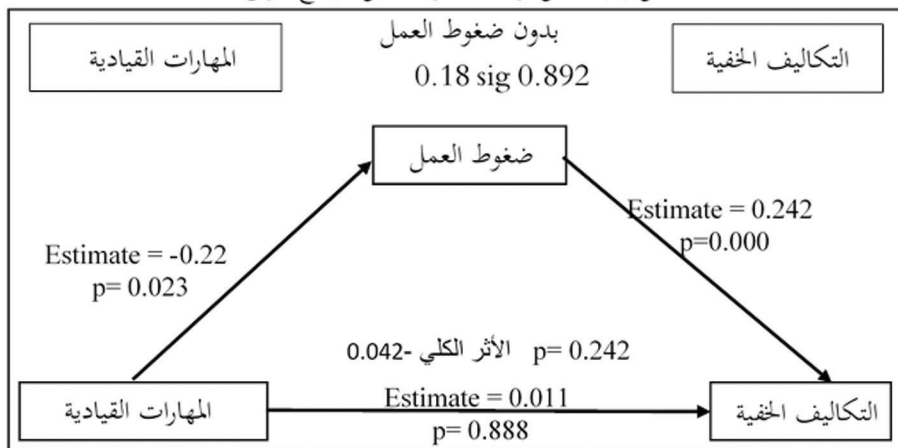 بدون ضغوط العمل
المهارات القيادية
التكاليف الخفية
0.18 sig 0.892
ضغوط العمل
Estimate = 0.242
p=0.000
Estimate = -0.22
p= 0.023
الأثر الكلي -0.042 p= 0.242
المهارات القيادية
Estimate = 0.011
p= 0.888
التكاليف الخفية